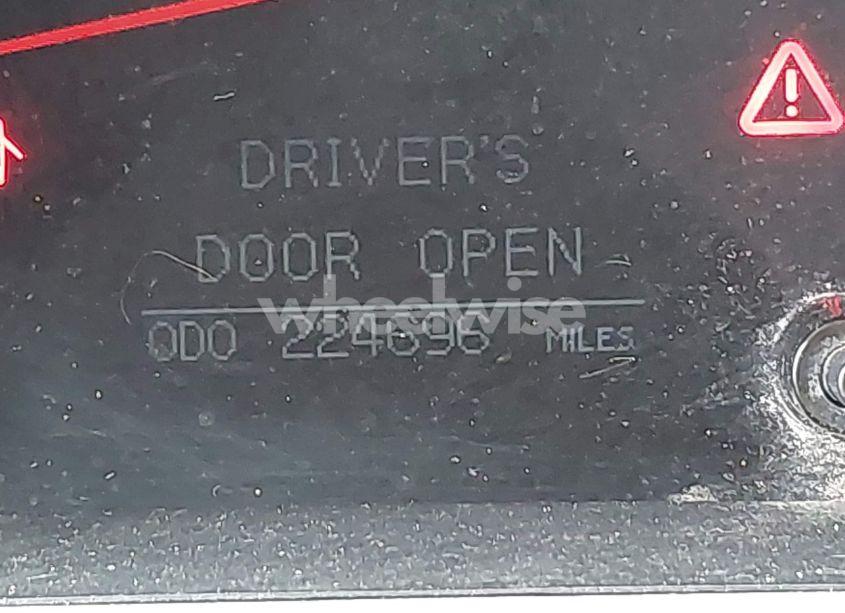 DRIVER'S
DOOR OPEN
wheelwise
ODO 224696 MILES